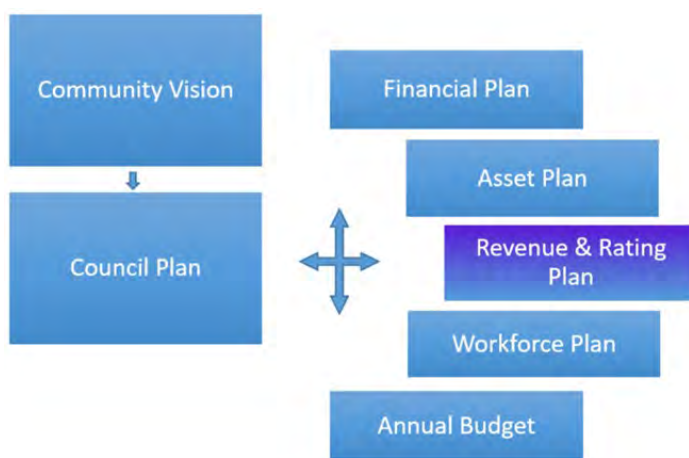 Community Vision
Council Plan
Financial Plan
Asset Plan
Revenue & Rating
Plan
Workforce Plan
Annual Budget